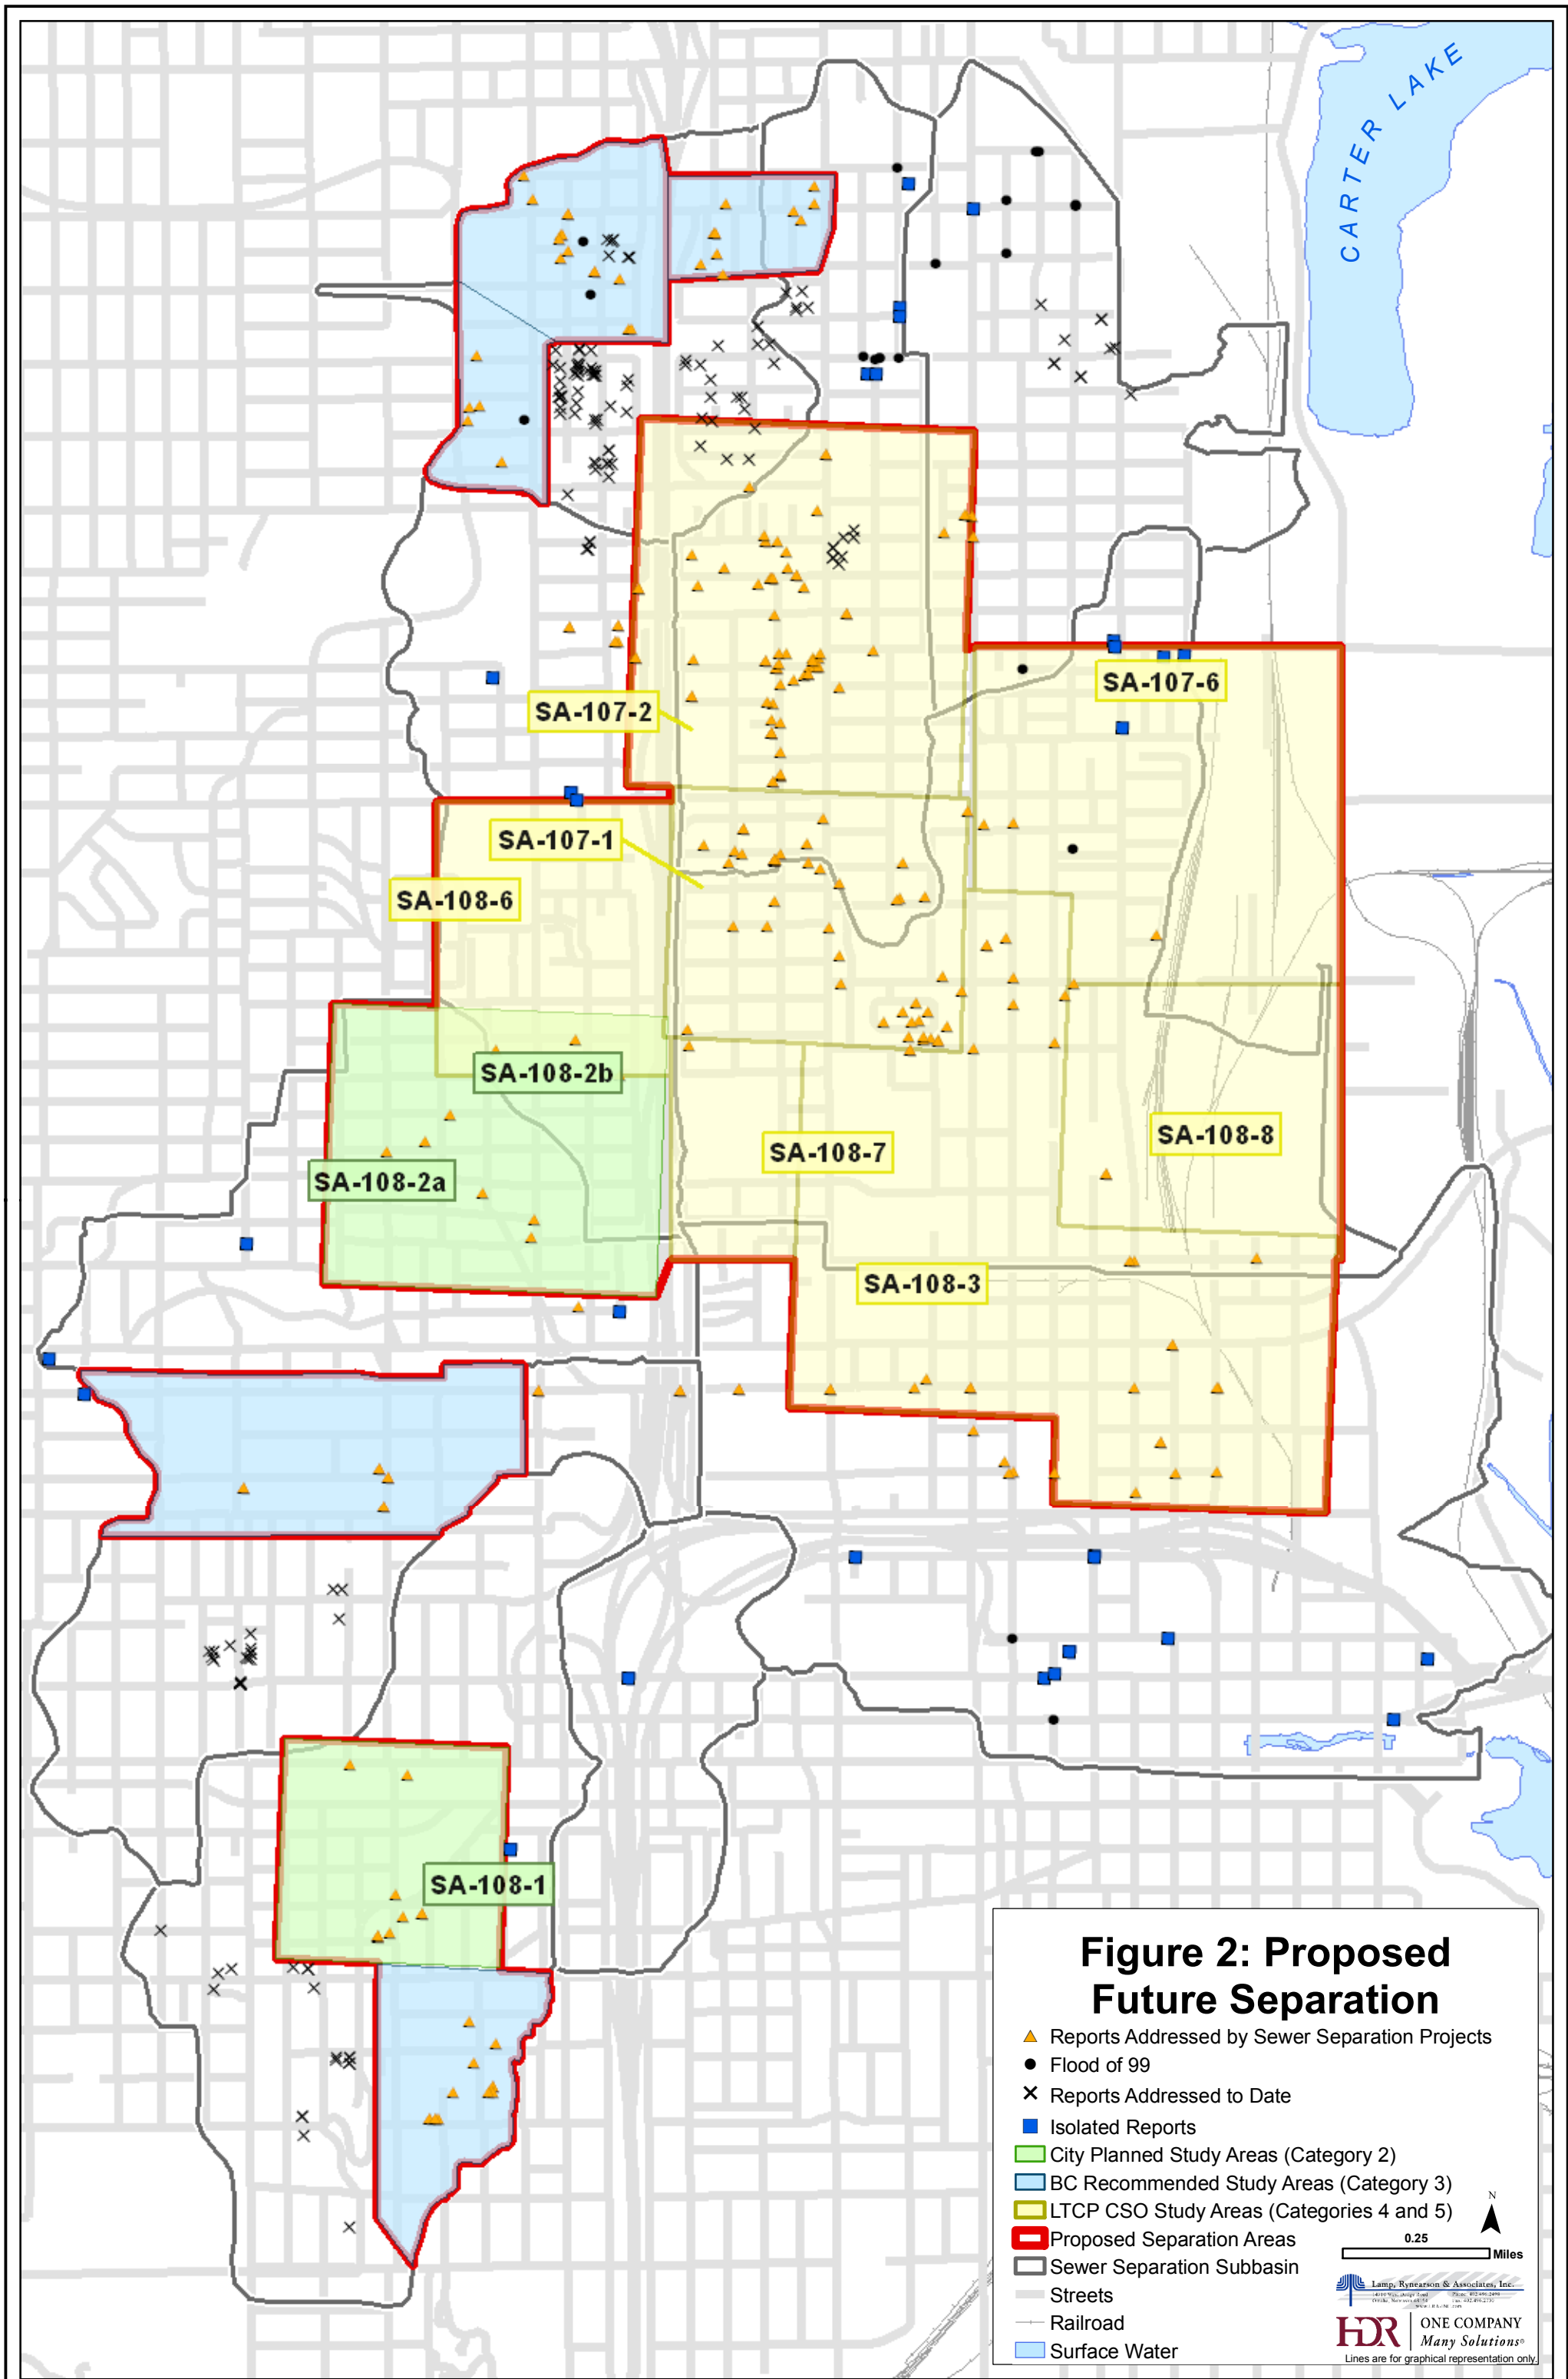 CARTER LAKE
SA-107-6
SA-107-2
SA-107-1
SA-108-6
SA-108-2b
SA-108-8
SA-108-7
SA-108-2a
SA-108-3
SA-108-1
Figure 2: Proposed
Future Separation
Reports Addressed by Sewer Separation Projects
Flood of 99
Reports Addressed to Date
Isolated Reports
City Planned Study Areas (Category 2)
BC Recommended Study Areas (Category 3)
LTCP CSO Study Areas (Categories 4 and 5)
Proposed Separation Areas
Sewer Separation Subbasin
Streets
Railroad
Surface Water
N
0.25
Miles
Lamp, Rynearson & Associates, Inc.
HDR
ONE COMPANY
Many Solutions®
Lines are for graphical representation only.